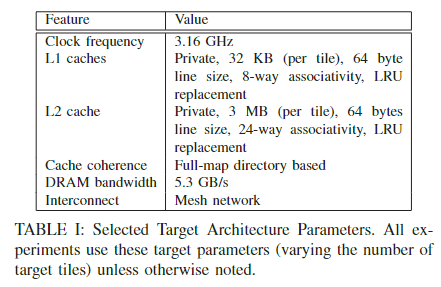 Feature Value
Clock frequency 3.16 GHz
L1 caches Private, 32 KB (per tile), 64 byte
line size, 8-way associativity, LRU
replacement
L2 cache Private, 3 MB (per tile), 64 bytes
line size, 24-way associativity, LRU
replacement
Cache coherence Full-map directory based
DRAM bandwidth 5.3 GB/s
Interconnect Mesh network
TABLE I: Selected Target Architecture Parameters. All ex-
periments use these target parameters (varying the number of
target tiles) unless otherwise noted.